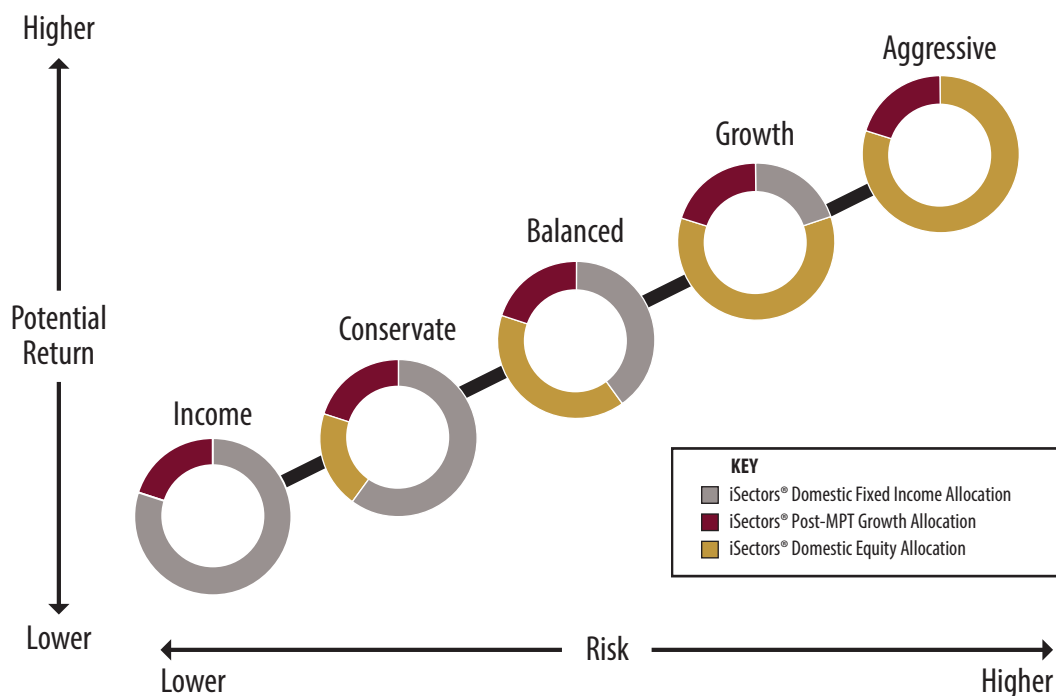 Higher
Aggressive
Growth
Balanced
Potential
Return
Conservate
Income
KEY
iSectors® Domestic Fixed Income Allocation
iSectors® Post-MPT Growth Allocation
iSectors® Domestic Equity Allocation
Lower
Risk
Lower
Higher